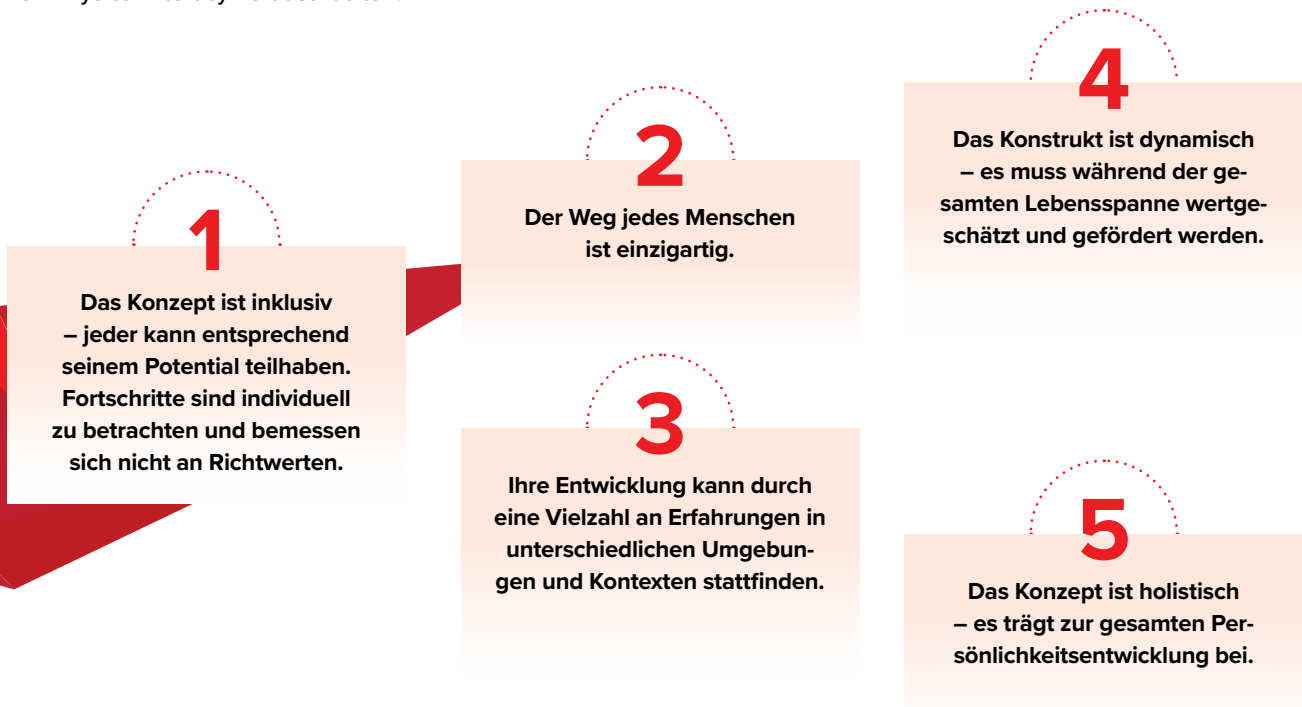 1
Das Konzept ist inklusiv
– jeder kann entsprechend
seinem Potential teilhaben.
Fortschritte sind individuell
zu betrachten und bemessen
sich nicht an Richtwerten.
2
Der Weg jedes Menschen
ist einzigartig.
3
Ihre Entwicklung kann durch
eine Vielzahl an Erfahrungen in
unterschiedlichen Umgebun-
gen und Kontexten stattfinden.
4
Das Konstrukt ist dynamisch
– es muss während der ge-
samten Lebensspanne wertge-
schätzt und gefördert werden.
5
Das Konzept ist holistisch
– es trägt zur gesamten Per-
sönlichkeitsentwicklung bei.